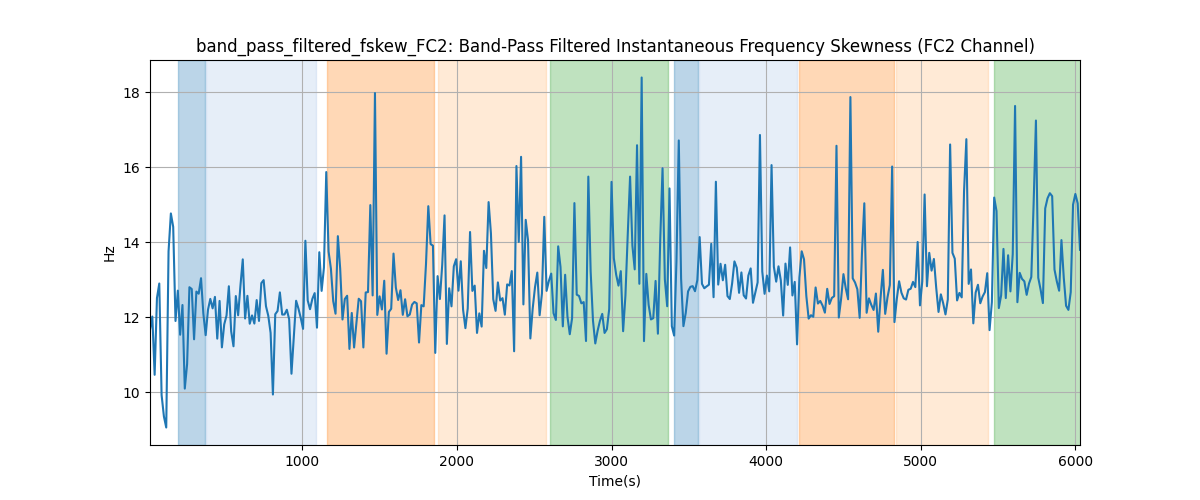 band_pass_filtered_fskew_FC2: Band-Pass Filtered Instantaneous Frequency Skewness (FC2 Channel)
18
16
14
12
10
Hz
1000 2000 3000 4000 5000 6000
Time(s)